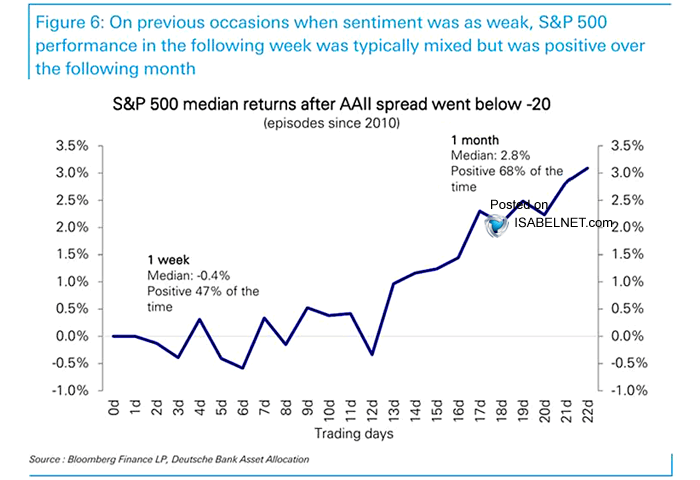 Figure 6: On previous occasions when sentiment was as weak, S&P 500
performance in the following week was typically mixed but was positive over
the following month
S&P 500 median returns after AAII spread went below -20
(episodes since 2010)
3.5%
3.0%
2.5%
2.0%
1.5%
1.0%
0.5%
0.0%
-0.5%
-1.0%
1 week
Median: -0.4%
Positive 47% of the
time
1 month
Median: 2.8%
Positive 68% of the
time
Posted on
ISABELNET.com
3.5%
3.0%
2.5%
2.0%
1.5%
1.0%
0.5%
0.0%
-0.5%
-1.0%
0d
1d
2d
3d
4d
5d
6d
7d
8d
9d
10d
11d
12d
13d
14d
15d
16d
17d
18d
19d
20d
21d
22d
Trading days
Source : Bloomberg Finance LP, Deutsche Bank Asset Allocation